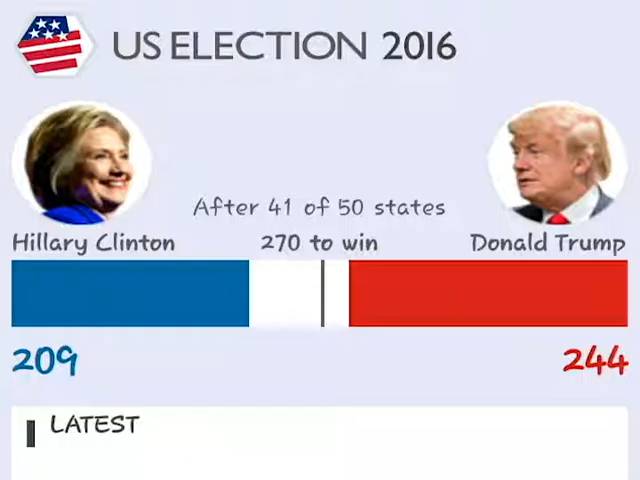 US ELECTION 2016
After 41 of 50 states
Hillary Clinton 270 to win Donald Trump
209 244
LATEST